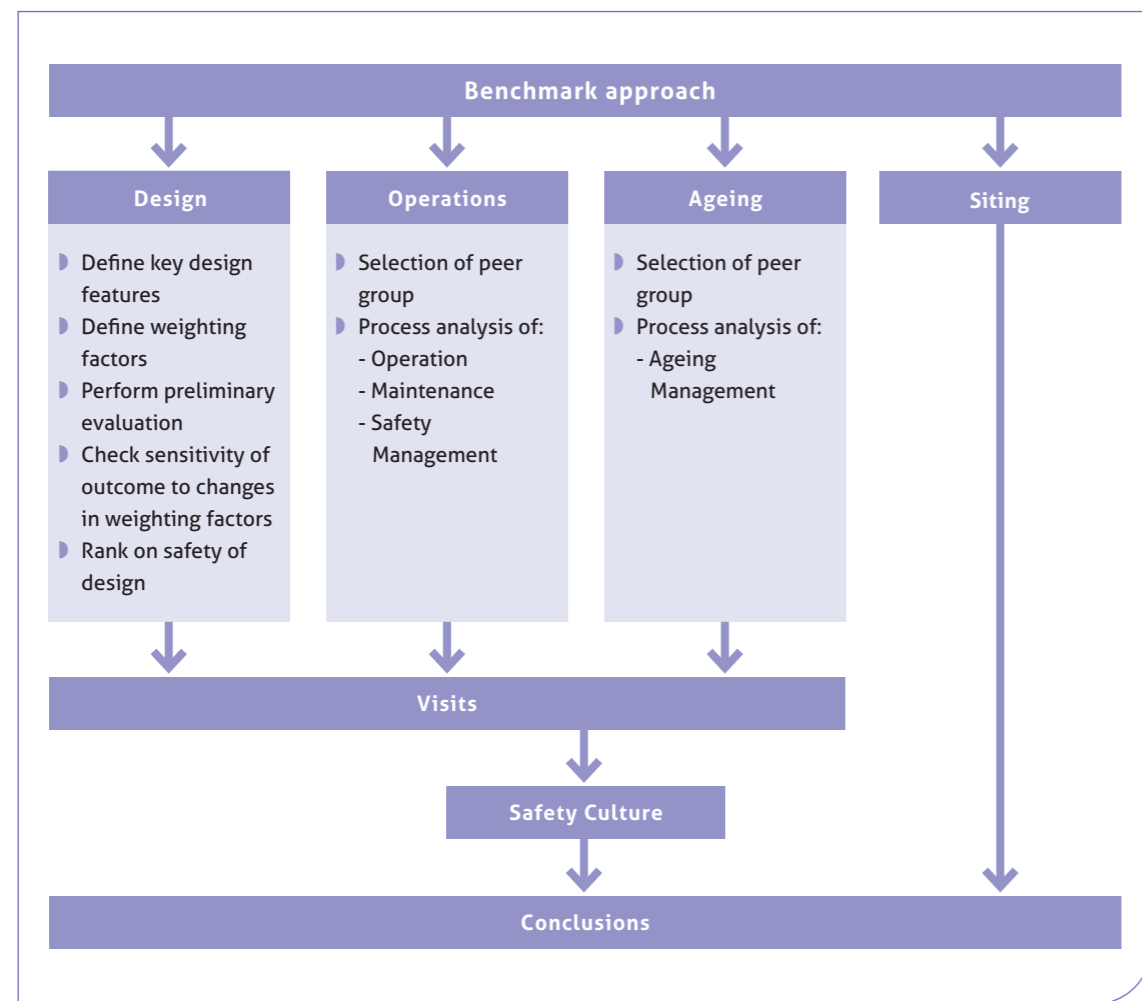 Benchmark approach
Design
Define key design
features
Define weighting
factors
Perform preliminary
evaluation
Check sensitivity of
outcome to changes
in weighting factors
Rank on safety of
design
Operations
Selection of peer
group
Process analysis of:
- Operation
- Maintenance
- Safety
Management
Ageing
Selection of peer
group
Process analysis of:
- Ageing
Management
Siting
Visits
Safety Culture
Conclusions